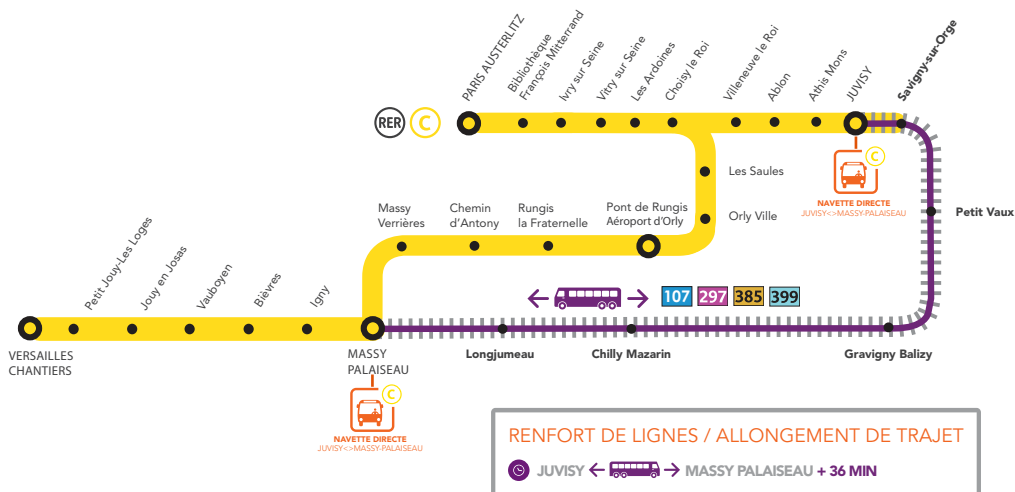 RER C
PARIS AUSTERLITZ
Bibliothèque
François Mitterrand
Ivry sur Seine
Vitry sur Seine
Les Ardoines
Choisy le Roi
Villeneuve le Roi
Ablon
Athis Mons
JUVISY
Savigny-sur-Orge
C
NAVETTE DIRECTE
JUVISY<>MASSY-PALAISEAU
Les Saules
Orly Ville
Petit Vaux
Massy
Verrières
Chemin
d'Antony
Rungis
la Fraternelle
Pont de Rungis
Aéroport d'Orly
Petit Jouy-Les Loges
Jouy en Josas
Vauboyen
Bièvres
Igny
107 297 385 399
VERSAILLES
CHANTIERS
MASSY
PALAISEAU
Longjumeau
Chilly Mazarin
Gravigny Balizy
C
NAVETTE DIRECTE
JUVISY<>MASSY-PALAISEAU
RENFORT DE LIGNES / ALLONGEMENT DE TRAJET
JUVISY MASSY PALAISEAU + 36 MIN